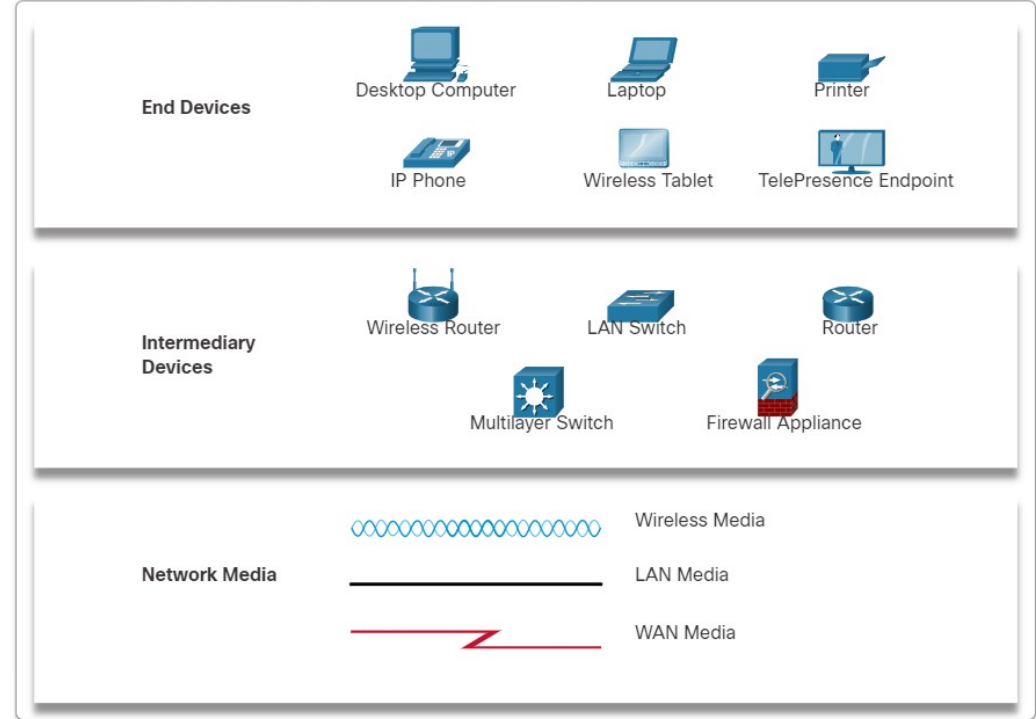 End Devices
Desktop Computer
Laptop
Printer
IP
IP Phone
Wireless Tablet
TelePresence Endpoint
Intermediary
Devices
Wireless Router
LAN Switch
Router
Multilayer Switch
Firewall Appliance
Network Media
Wireless Media
LAN Media
WAN Media